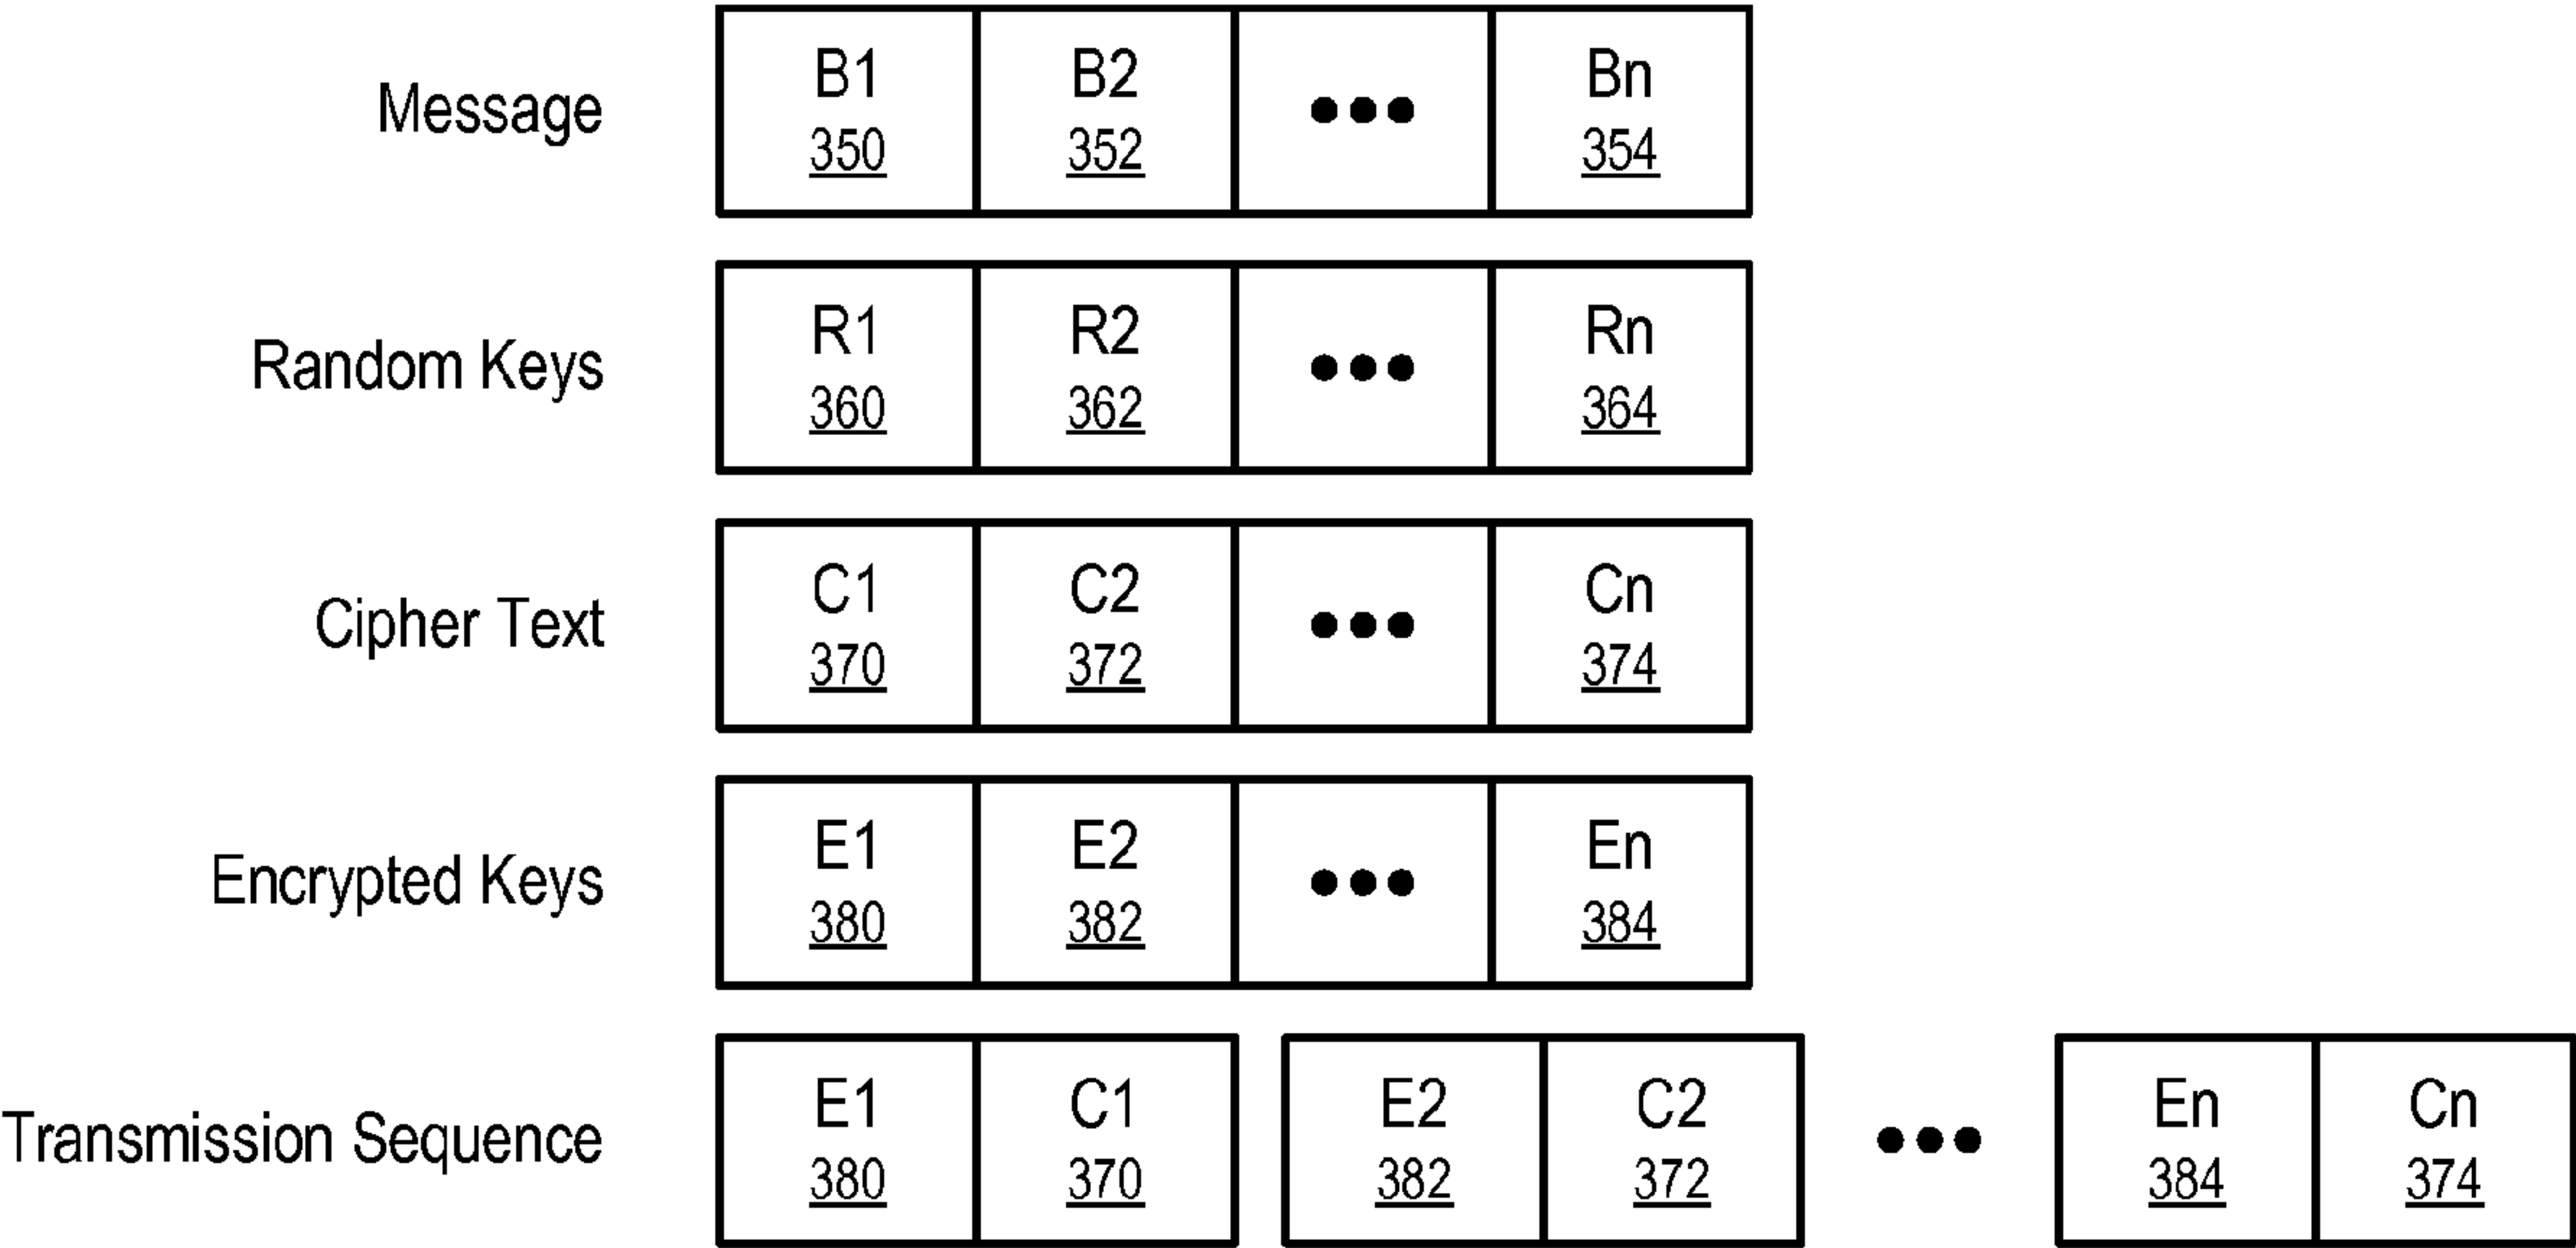 Message
B1 B2 ••• Bn
350 352 354
Random Keys
R1 R2 ••• Rn
360 362 364
Cipher Text
C1 C2 ••• Cn
370 372 374
Encrypted Keys
E1 E2 ••• En
380 382 384
Transmission Sequence
E1 C1 E2 C2 ••• En Cn
380 370 382 372 384 374